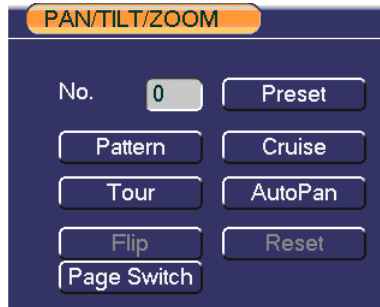 PAN/TILT/ZOOM
No. 0 Preset
Pattern Cruise
Tour AutoPan
Flip Reset
Page Switch